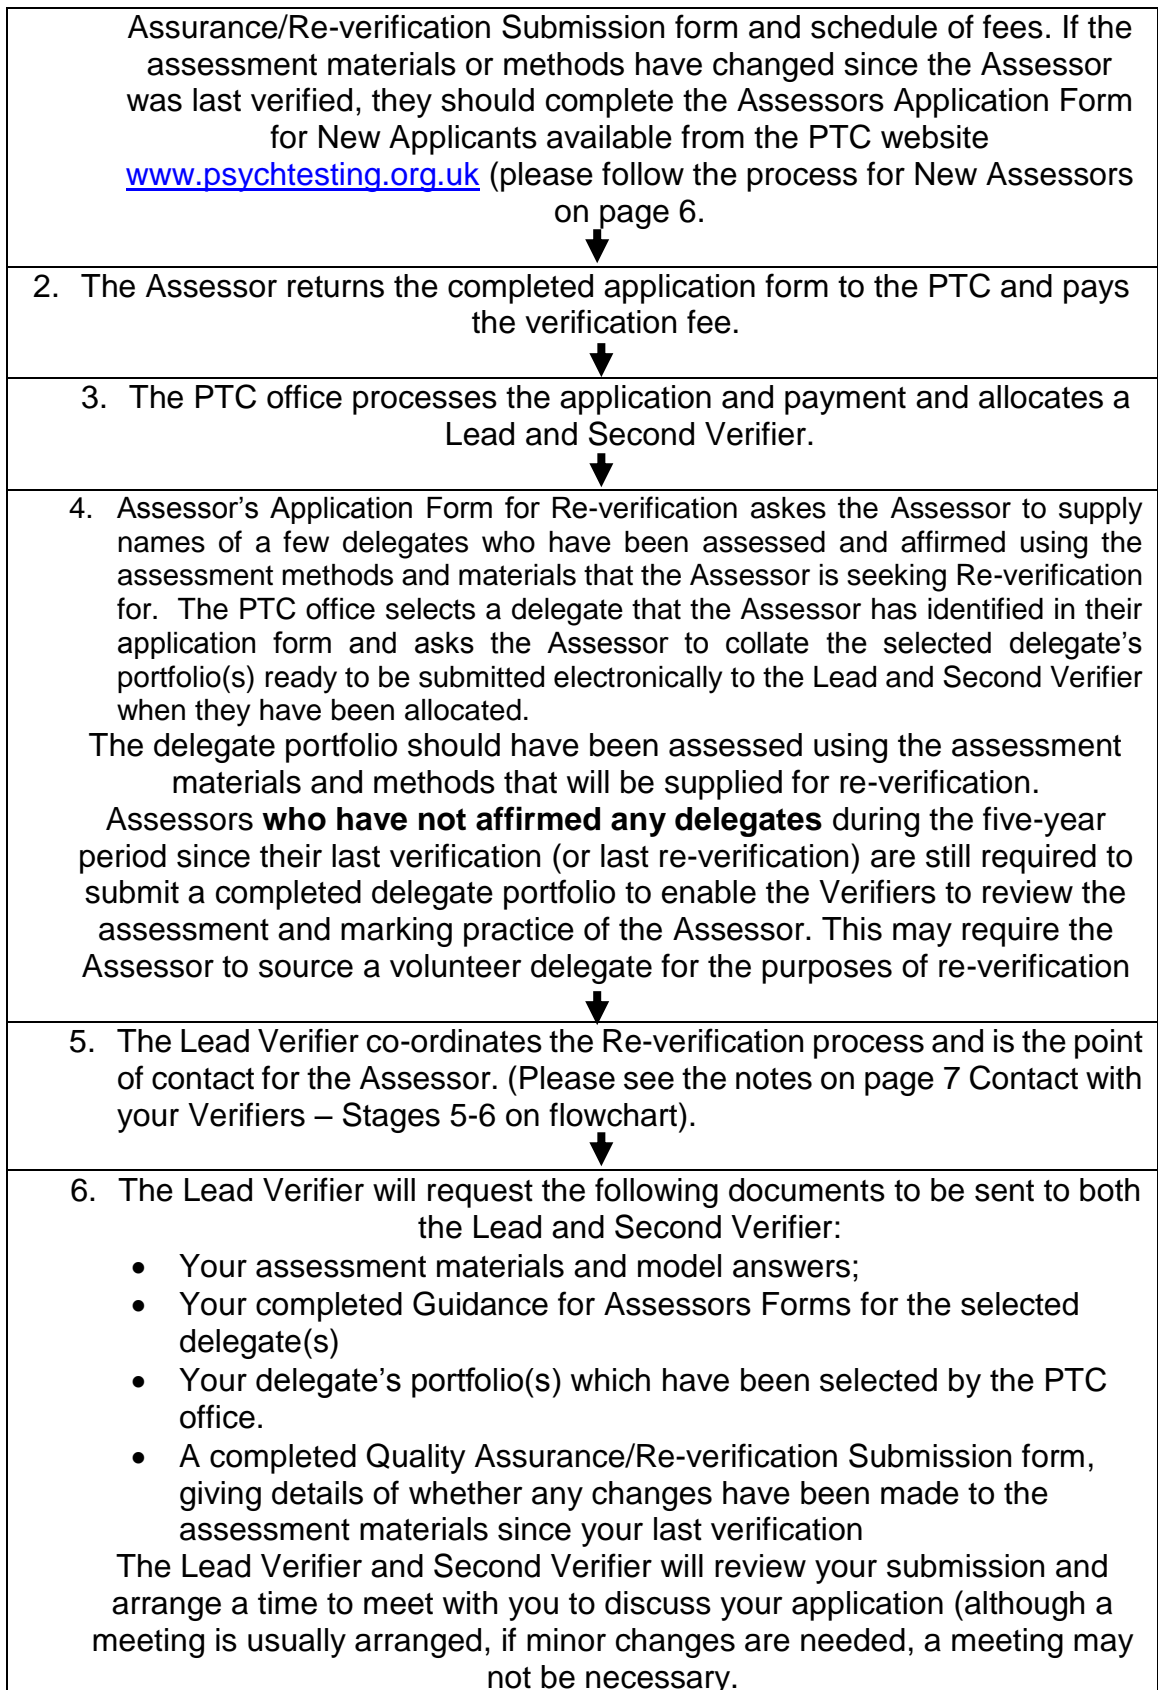 Assurance/Re-verification Submission form and schedule of fees. If the
assessment materials or methods have changed since the Assessor
was last verified, they should complete the Assessors Application Form
for New Applicants available from the PTC website
www.psychtesting.org.uk (please follow the process for New Assessors
on page 6.
2. The Assessor returns the completed application form to the PTC and pays
the verification fee.
3. The PTC office processes the application and payment and allocates a
Lead and Second Verifier.
4. Assessor’s Application Form for Re-verification askes the Assessor to supply
names of a few delegates who have been assessed and affirmed using the
assessment methods and materials that the Assessor is seeking Re-verification
for. The PTC office selects a delegate that the Assessor has identified in their
application form and asks the Assessor to collate the selected delegate’s
portfolio(s) ready to be submitted electronically to the Lead and Second Verifier
when they have been allocated.
The delegate portfolio should have been assessed using the assessment
materials and methods that will be supplied for re-verification.
Assessors who have not affirmed any delegates during the five-year
period since their last verification (or last re-verification) are still required to
submit a completed delegate portfolio to enable the Verifiers to review the
assessment and marking practice of the Assessor. This may require the
Assessor to source a volunteer delegate for the purposes of re-verification
5. The Lead Verifier co-ordinates the Re-verification process and is the point
of contact for the Assessor. (Please see the notes on page 7 Contact with
your Verifiers – Stages 5-6 on flowchart).
6. The Lead Verifier will request the following documents to be sent to both
the Lead and Second Verifier:
• Your assessment materials and model answers;
• Your completed Guidance for Assessors Forms for the selected
delegate(s)
• Your delegate’s portfolio(s) which have been selected by the PTC
office.
• A completed Quality Assurance/Re-verification Submission form,
giving details of whether any changes have been made to the
assessment materials since your last verification
The Lead Verifier and Second Verifier will review your submission and
arrange a time to meet with you to discuss your application (although a
meeting is usually arranged, if minor changes are needed, a meeting may
not be necessary.